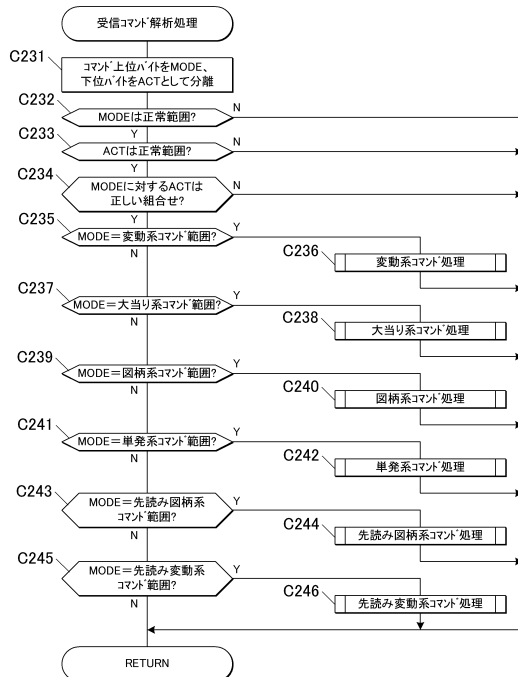 受信コマンド解析処理
C231
コマンド上位バイトをMODE、
下位バイトをACTとして分離
C232
MODEは正常範囲?
N
Y
C233
ACTは正常範囲?
N
Y
C234
MODEに対するACTは
正しい組合せ?
N
Y
C235
MODE=変動系コマンド範囲?
Y
N
C236
変動系コマンド処理
C237
MODE=大当り系コマンド範囲?
Y
N
C238
大当り系コマンド処理
C239
MODE=図柄系コマンド範囲?
Y
N
C240
図柄系コマンド処理
C241
MODE=単発系コマンド範囲?
Y
N
C242
単発系コマンド処理
C243
MODE=先読み図柄系
コマンド範囲?
Y
N
C244
先読み図柄系コマンド処理
C245
MODE=先読み変動系
コマンド範囲?
Y
N
C246
先読み変動系コマンド処理
RETURN